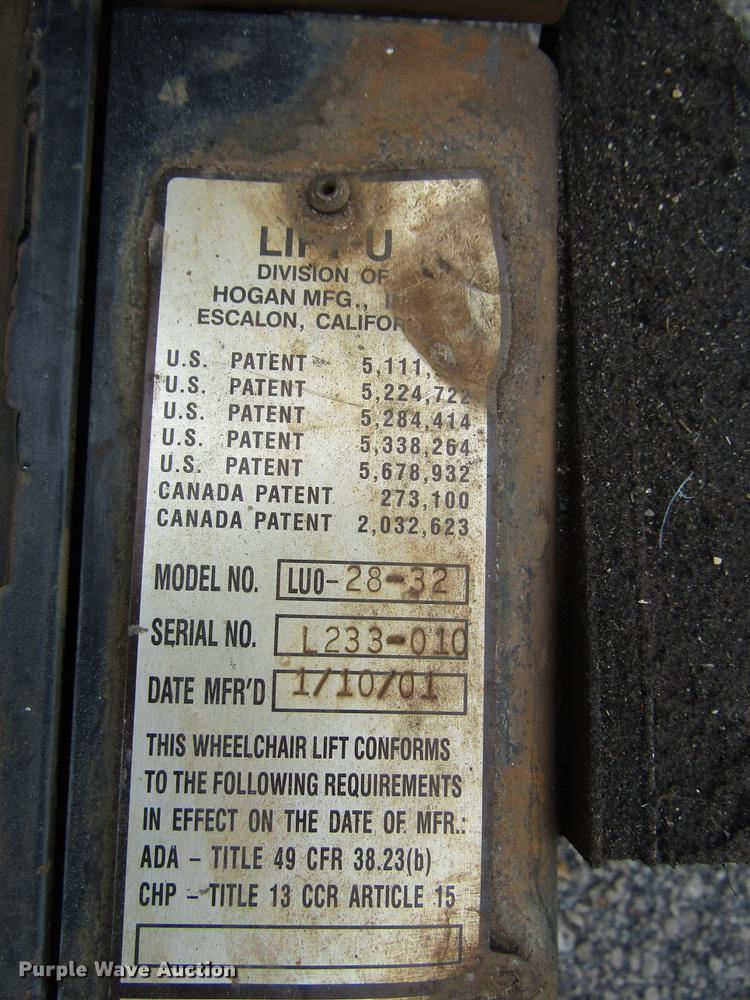 LIFT-U
DIVISION OF
HOGAN MFG.,
ESCALON,
U.S. PATENT 5,111,
U.S. PATENT 5,224,722
U.S. PATENT 5,284,414
U.S. PATENT 5,338,264
U.S. PATENT 5,678,932
CANADA PATENT 273,100
CANADA PATENT 2,032,623
MODEL NO. LU0-28-32
SERIAL NO. L233-010
DATE MFR'D 1/10/01
THIS WHEELCHAIR LIFT CONFORMS
TO THE FOLLOWING REQUIREMENTS
IN EFFECT ON THE DATE OF MFR.:
ADA - TITLE 49 CFR 38.23(b)
CHP - TITLE 13 CCR ARTICLE 15
Purple Wave Auction